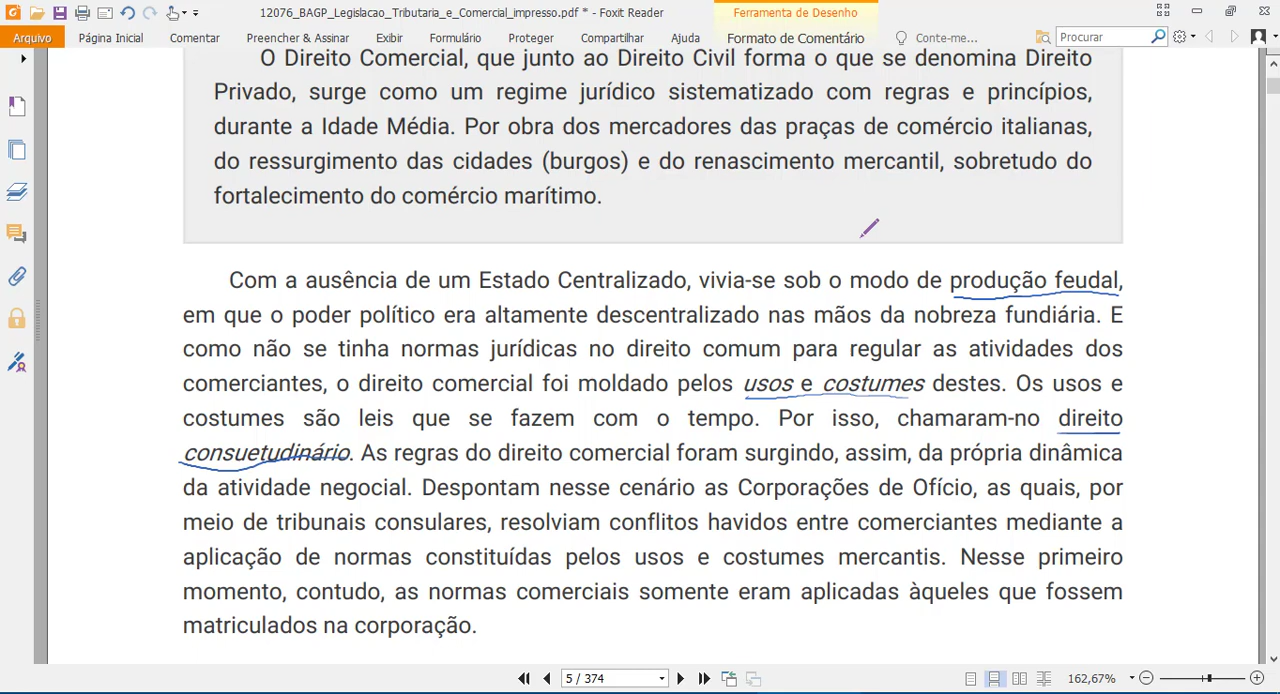 12076_BAGP_Legislacao_Tributaria_e_Comercial_impresso.pdf * - Foxit Reader
Ferramenta de Desenho
Arquivo Página Inicial Comentar Preencher & Assinar Exibir Formulário Proteger Compartilhar Ajuda Formato de Comentário Conte-me... Procurar
O Direito Comercial, que junto ao Direito Civil forma o que se denomina Direito
Privado, surge como um regime jurídico sistematizado com regras e princípios,
durante a Idade Média. Por obra dos mercadores das praças de comércio italianas,
do ressurgimento das cidades (burgos) e do renascimento mercantil, sobretudo do
fortalecimento do comércio marítimo.
Com a ausência de um Estado Centralizado, vivia-se sob o modo de produção feudal,
em que o poder político era altamente descentralizado nas mãos da nobreza fundiária. E
como não se tinha normas jurídicas no direito comum para regular as atividades dos
comerciantes, o direito comercial foi moldado pelos usos e costumes destes. Os usos e
costumes são leis que se fazem com o tempo. Por isso, chamaram-no direito
consuetudinário. As regras do direito comercial foram surgindo, assim, da própria dinâmica
da atividade negocial. Despontam nesse cenário as Corporações de Ofício, as quais, por
meio de tribunais consulares, resolviam conflitos havidos entre comerciantes mediante a
aplicação de normas constituídas pelos usos e costumes mercantis. Nesse primeiro
momento, contudo, as normas comerciais somente eram aplicadas àqueles que fossem
matriculados na corporação.
5 / 374 162,67%